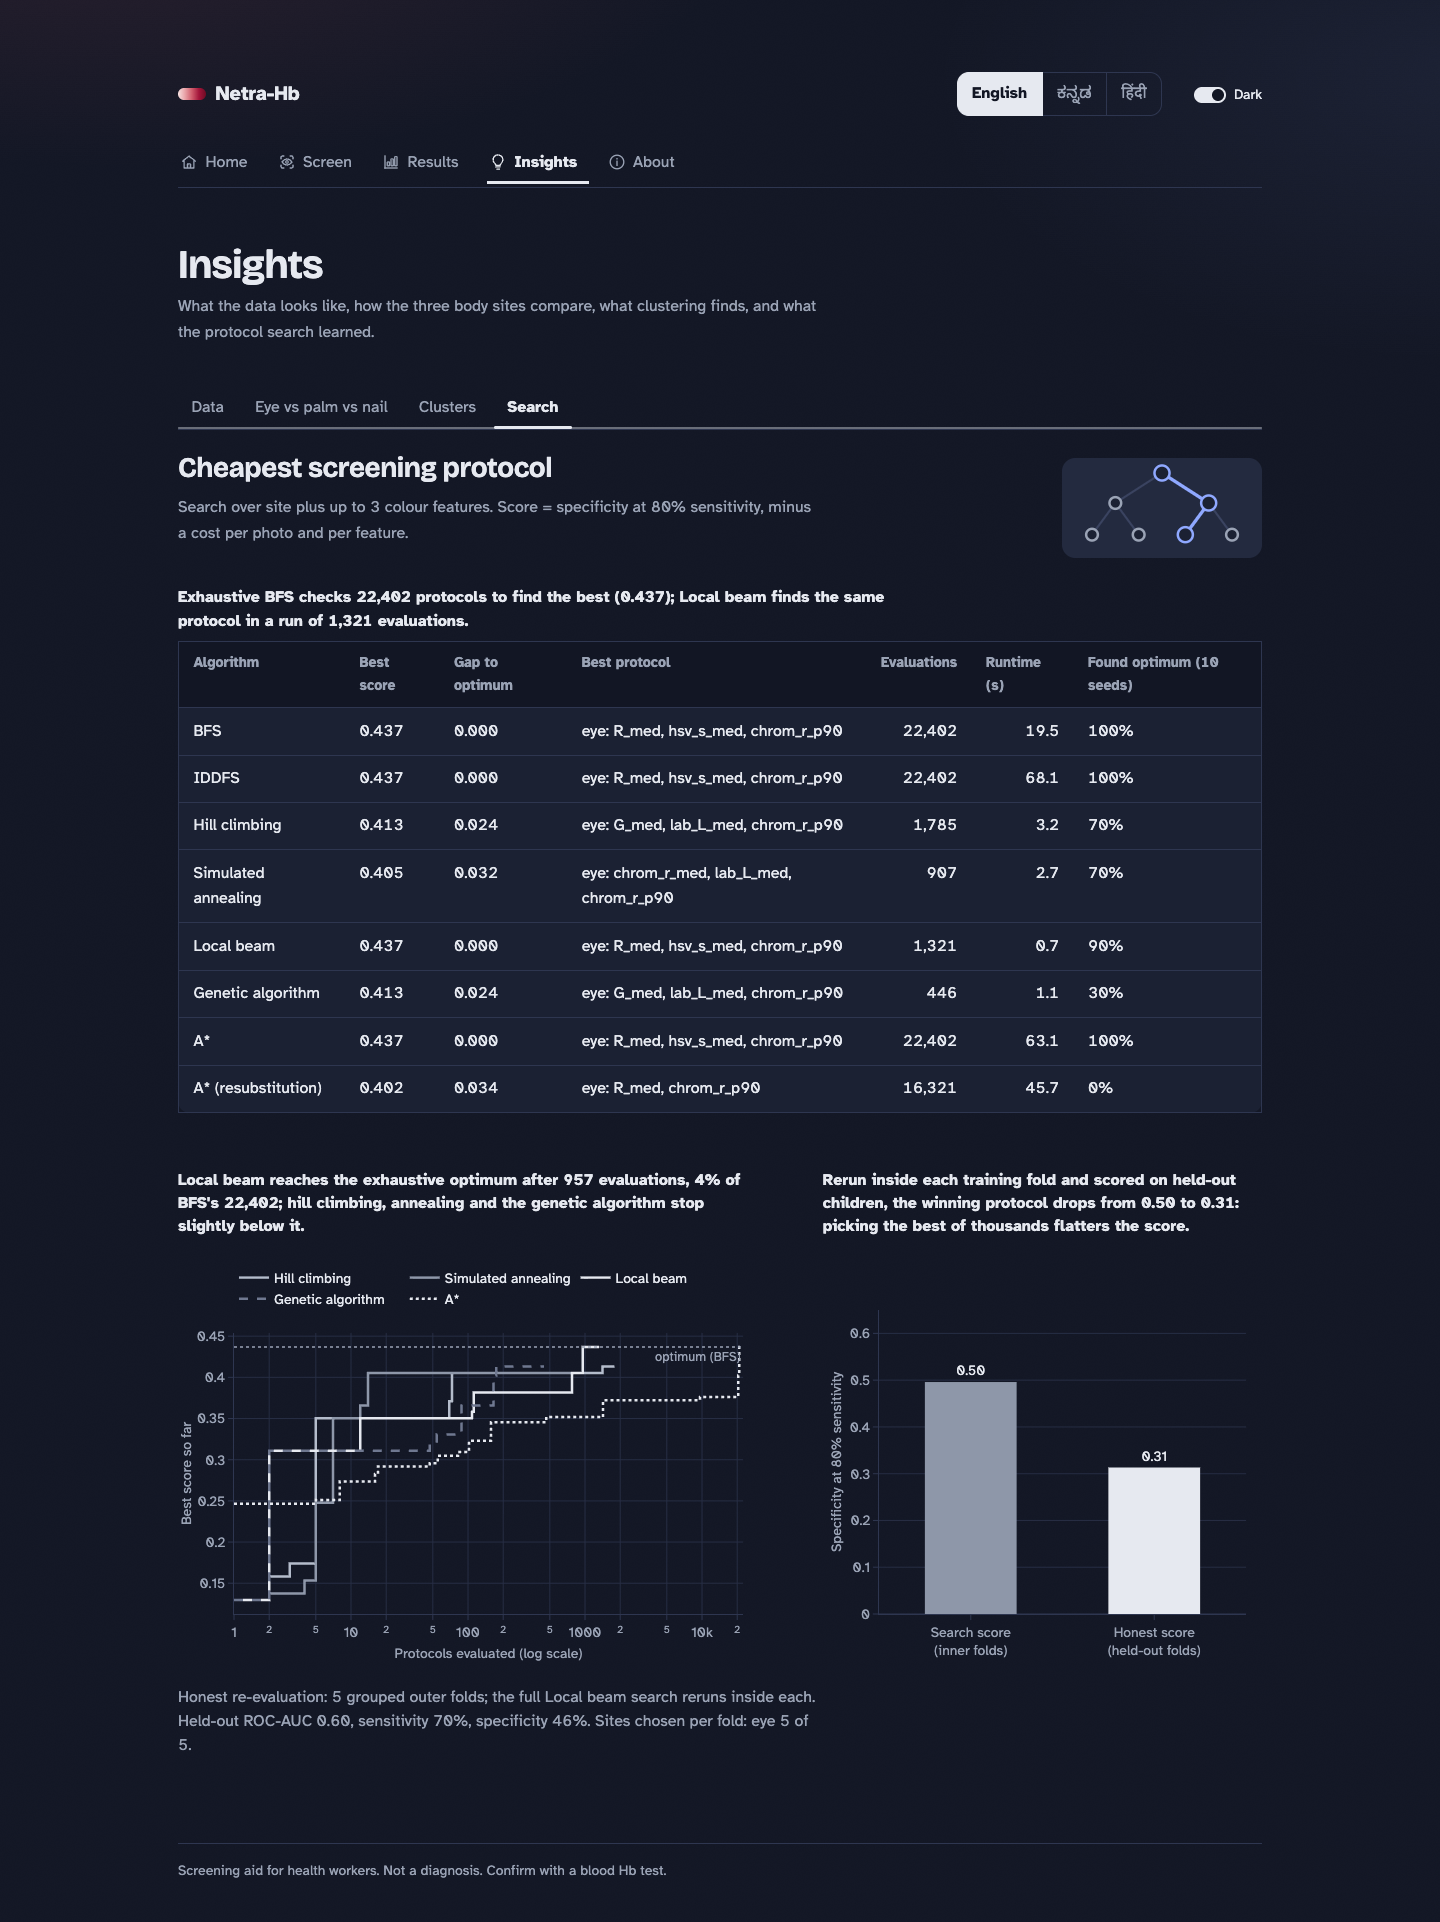 Netra-Hb
English ಕನ್ನಡ हिंदी Dark
Home Screen Results Insights About
Insights
What the data looks like, how the three body sites compare, what clustering finds, and what
the protocol search learned.
Data Eye vs palm vs nail Clusters Search
Cheapest screening protocol
Search over site plus up to 3 colour features. Score = specificity at 80% sensitivity, minus
a cost per photo and per feature.
Exhaustive BFS checks 22,402 protocols to find the best (0.437); Local beam finds the same
protocol in a run of 1,321 evaluations.
Algorithm Best score Gap to optimum Best protocol Evaluations Runtime (s) Found optimum (10 seeds)
BFS 0.437 0.000 eye: R_med, hsv_s_med, chrom_r_p90 22,402 19.5 100%
IDDFS 0.437 0.000 eye: R_med, hsv_s_med, chrom_r_p90 22,402 68.1 100%
Hill climbing 0.413 0.024 eye: G_med, lab_L_med, chrom_r_p90 1,785 3.2 70%
Simulated annealing 0.405 0.032 eye: chrom_r_med, lab_L_med, chrom_r_p90 907 2.7 70%
Local beam 0.437 0.000 eye: R_med, hsv_s_med, chrom_r_p90 1,321 0.7 90%
Genetic algorithm 0.413 0.024 eye: G_med, lab_L_med, chrom_r_p90 446 1.1 30%
A* 0.437 0.000 eye: R_med, hsv_s_med, chrom_r_p90 22,402 63.1 100%
A* (resubstitution) 0.402 0.034 eye: R_med, chrom_r_p90 16,321 45.7 0%
Local beam reaches the exhaustive optimum after 957 evaluations, 4% of
BFS's 22,402; hill climbing, annealing and the genetic algorithm stop
slightly below it.
Hill climbing Simulated annealing Local beam
Genetic algorithm A*
0.45
optimum (BFS)
0.4
0.35
0.3
0.25
0.2
0.15
Best score so far
1 2 5 10 2 5 100 2 5 1000 2 5 10k 2
Protocols evaluated (log scale)
Rerun inside each training fold and scored on held-out
children, the winning protocol drops from 0.50 to 0.31:
picking the best of thousands flatters the score.
0.6
0.5
0.4
0.3
0.2
0.1
0
Specificity at 80% sensitivity
0.50
0.31
Search score Honest score
(inner folds) (held-out folds)
Honest re-evaluation: 5 grouped outer folds; the full Local beam search reruns inside each.
Held-out ROC-AUC 0.60, sensitivity 70%, specificity 46%. Sites chosen per fold: eye 5 of
5.
Screening aid for health workers. Not a diagnosis. Confirm with a blood Hb test.